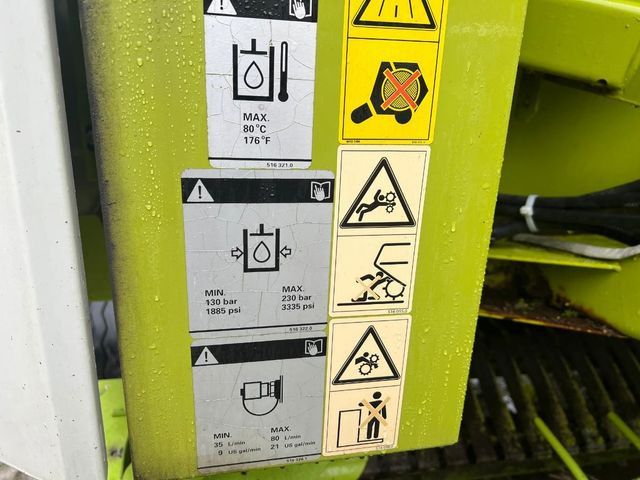 MAX.
80°C
176°F
516 321.0
MIN. MAX.
130 bar 230 bar
1885 psi 3335 psi
516 322.0
MIN. MAX.
35 L/min 80 L/min
9 US gal/min 21 US gal/min